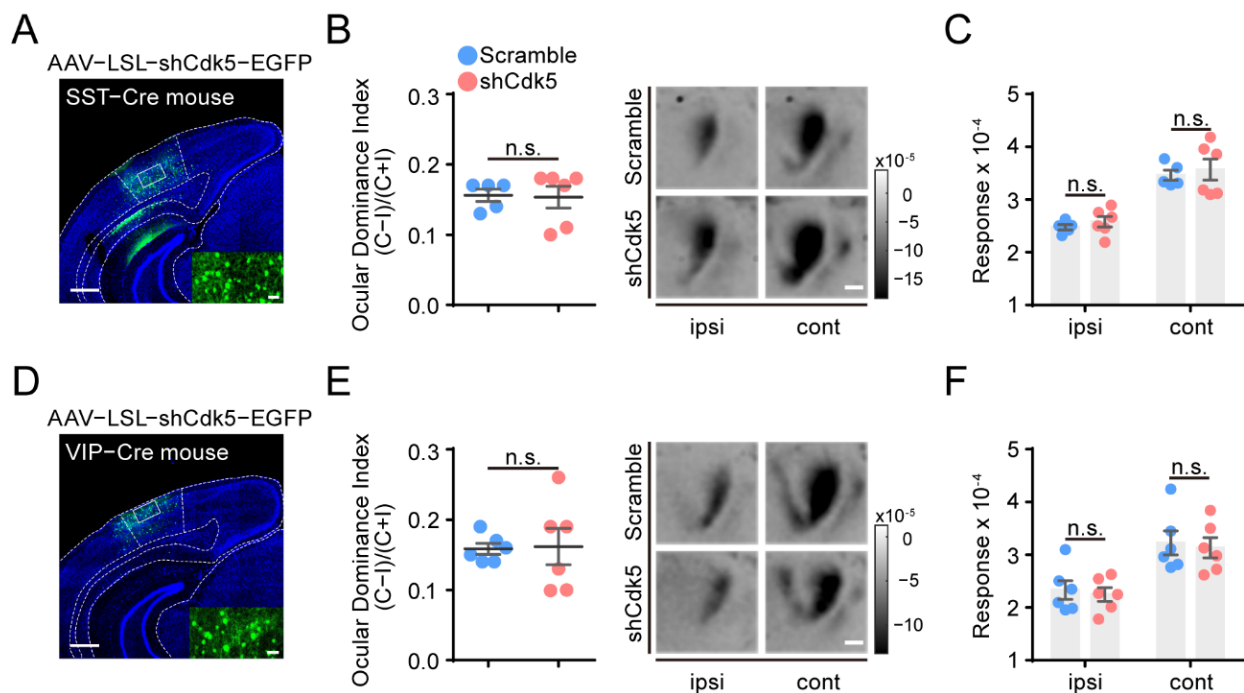 A
AAV−LSL−shCdk5−EGFP
SST−Cre mouse
B
Scramble
shCdk5
Ocular Dominance Index
(C−I)/(C+I)
0.3
0.2
0.1
0.0
n.s.
Scramble
shCdk5
ipsi
cont
x10⁻⁵
0
−5
−10
−15
C
Response x 10⁻⁴
5
4
3
2
1
n.s.
n.s.
ipsi
cont
D
AAV−LSL−shCdk5−EGFP
VIP−Cre mouse
E
Ocular Dominance Index
(C−I)/(C+I)
0.3
0.2
0.1
0.0
n.s.
Scramble
shCdk5
ipsi
cont
x10⁻⁵
0
−5
−10
F
Response x 10⁻⁴
5
4
3
2
1
n.s.
n.s.
ipsi
cont